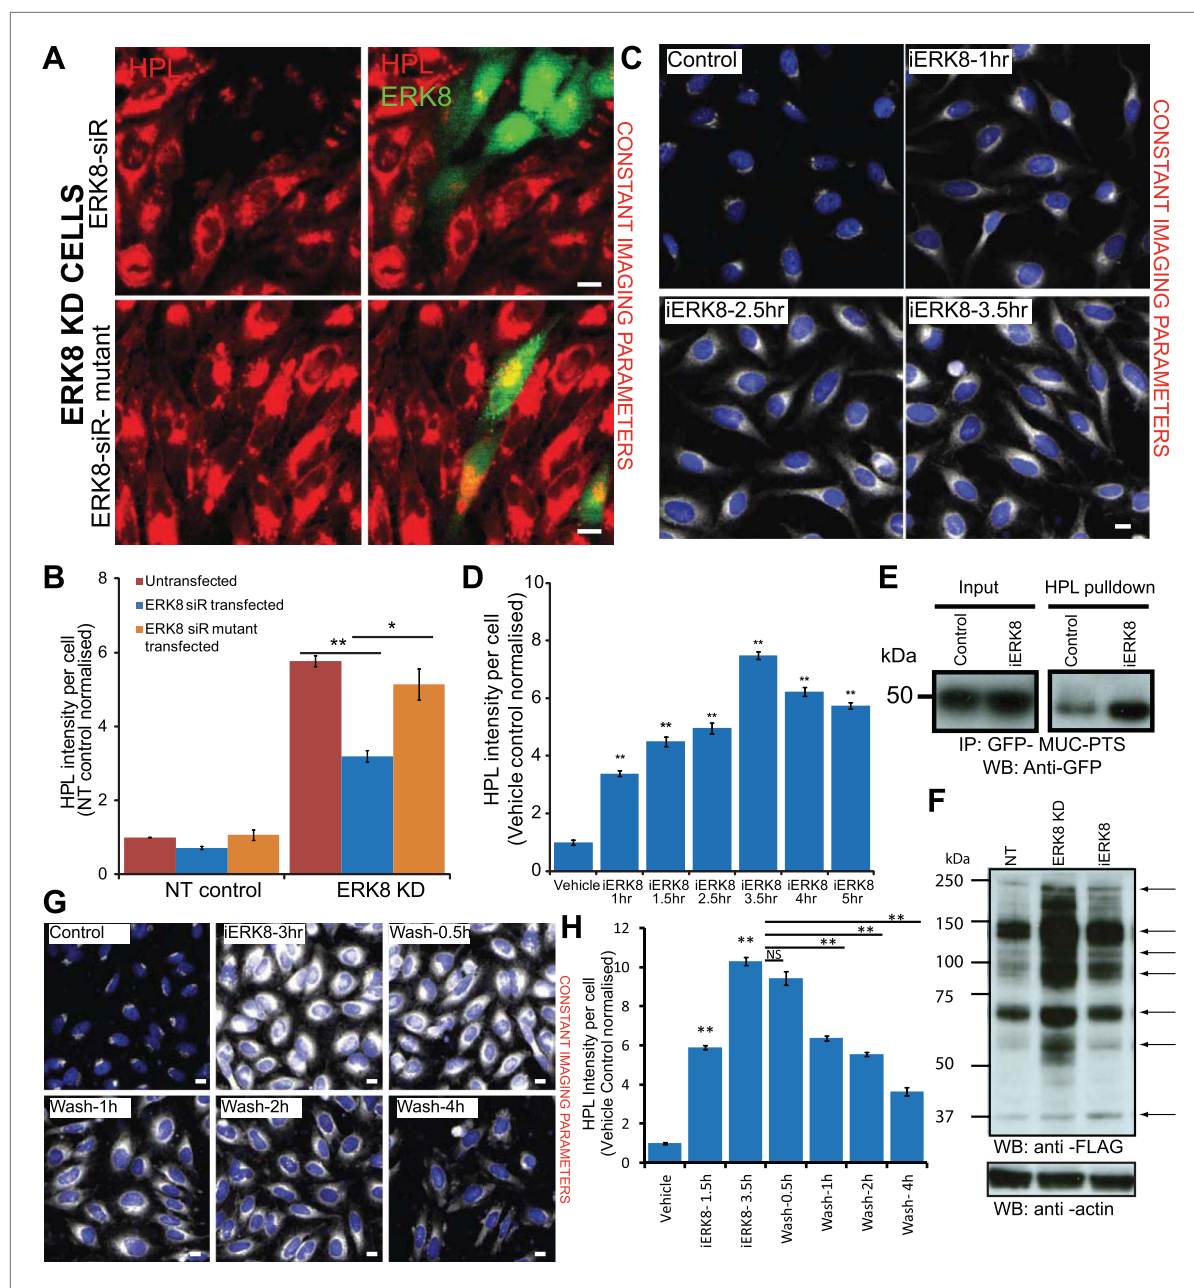 A
HPL
HPL
ERK8
ERK8 KD CELLS
ERK8-siR
ERK8-siR- mutant
CONSTANT IMAGING PARAMETERS
C
Control
iERK8-1hr
iERK8-2.5hr
iERK8-3.5hr
CONSTANT IMAGING PARAMETERS
B
HPL intensity per cell
(NT control normalised)
8
6
4
2
0
Untransfected
ERK8 siR transfected
ERK8 siR mutant
transfected
**
*
NT control
ERK8 KD
D
HPL intensity per cell
(Vehicle control normalised)
10
8
6
4
2
0
**
**
**
**
**
**
Vehicle
iERK8
1hr
iERK8
1.5hr
iERK8
2.5hr
iERK8
3.5hr
iERK8
4hr
iERK8
5hr
E
Input
HPL pulldown
Control
iERK8
Control
iERK8
kDa
50
IP: GFP- MUC-PTS
WB: Anti-GFP
F
NT
ERK8 KD
iERK8
kDa
250
150
100
75
50
37
WB: anti -FLAG
WB: anti -actin
G
Control
iERK8-3hr
Wash-0.5h
Wash-1h
Wash-2h
Wash-4h
CONSTANT IMAGING PARAMETERS
H
HPL Intensity per cell
(Vehicle Control normalised)
12
10
8
6
4
2
0
**
**
NS
**
**
**
Vehicle
iERK8- 1.5h
iERK8- 3.5h
Wash-0.5h
Wash-1h
Wash-2h
Wash- 4h